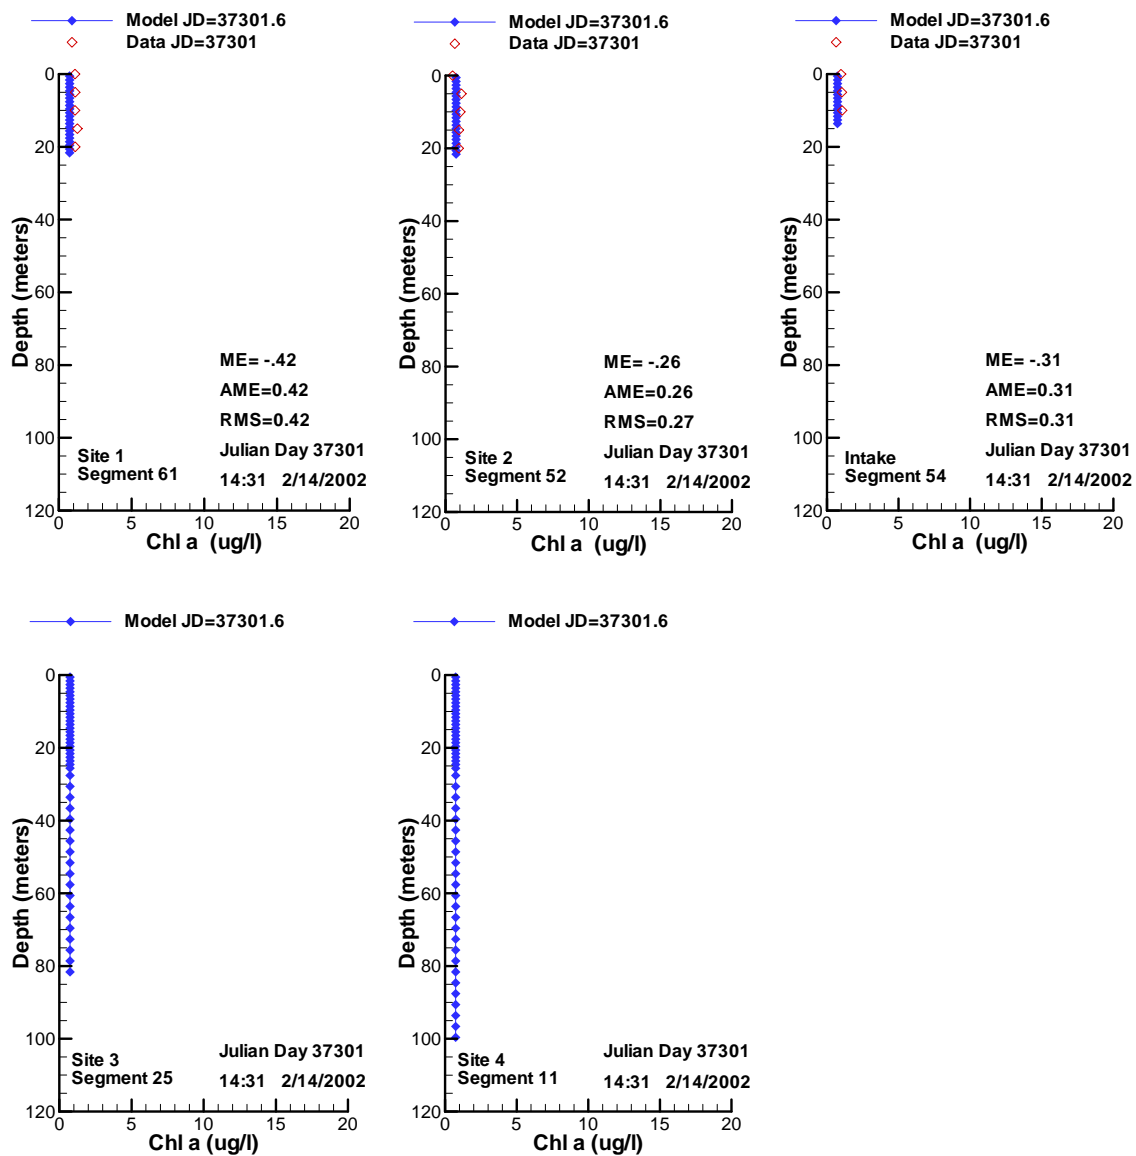 Model JD=37301.6
Data JD=37301
0
20
40
60
80
100
120
Depth (meters)
ME= -.42
AME=0.42
RMS=0.42
Julian Day 37301
14:31 2/14/2002
Site 1
Segment 61
0 5 10 15 20
Chl a (ug/l)
Model JD=37301.6
Data JD=37301
0
20
40
60
80
100
120
Depth (meters)
ME= -.26
AME=0.26
RMS=0.27
Julian Day 37301
14:31 2/14/2002
Site 2
Segment 52
0 5 10 15 20
Chl a (ug/l)
Model JD=37301.6
Data JD=37301
0
20
40
60
80
100
120
Depth (meters)
ME= -.31
AME=0.31
RMS=0.31
Julian Day 37301
14:31 2/14/2002
Intake
Segment 54
0 5 10 15 20
Chl a (ug/l)
Model JD=37301.6
0
20
40
60
80
100
120
Depth (meters)
Julian Day 37301
14:31 2/14/2002
Site 3
Segment 25
0 5 10 15 20
Chl a (ug/l)
Model JD=37301.6
0
20
40
60
80
100
120
Depth (meters)
Julian Day 37301
14:31 2/14/2002
Site 4
Segment 11
0 5 10 15 20
Chl a (ug/l)